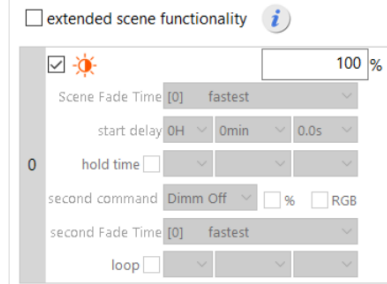 extended scene functionality i
100 %
Scene Fade Time [0] fastest
start delay 0H 0min 0.0s
0 hold time
second command Dimm Off % RGB
second Fade Time [0] fastest
loop